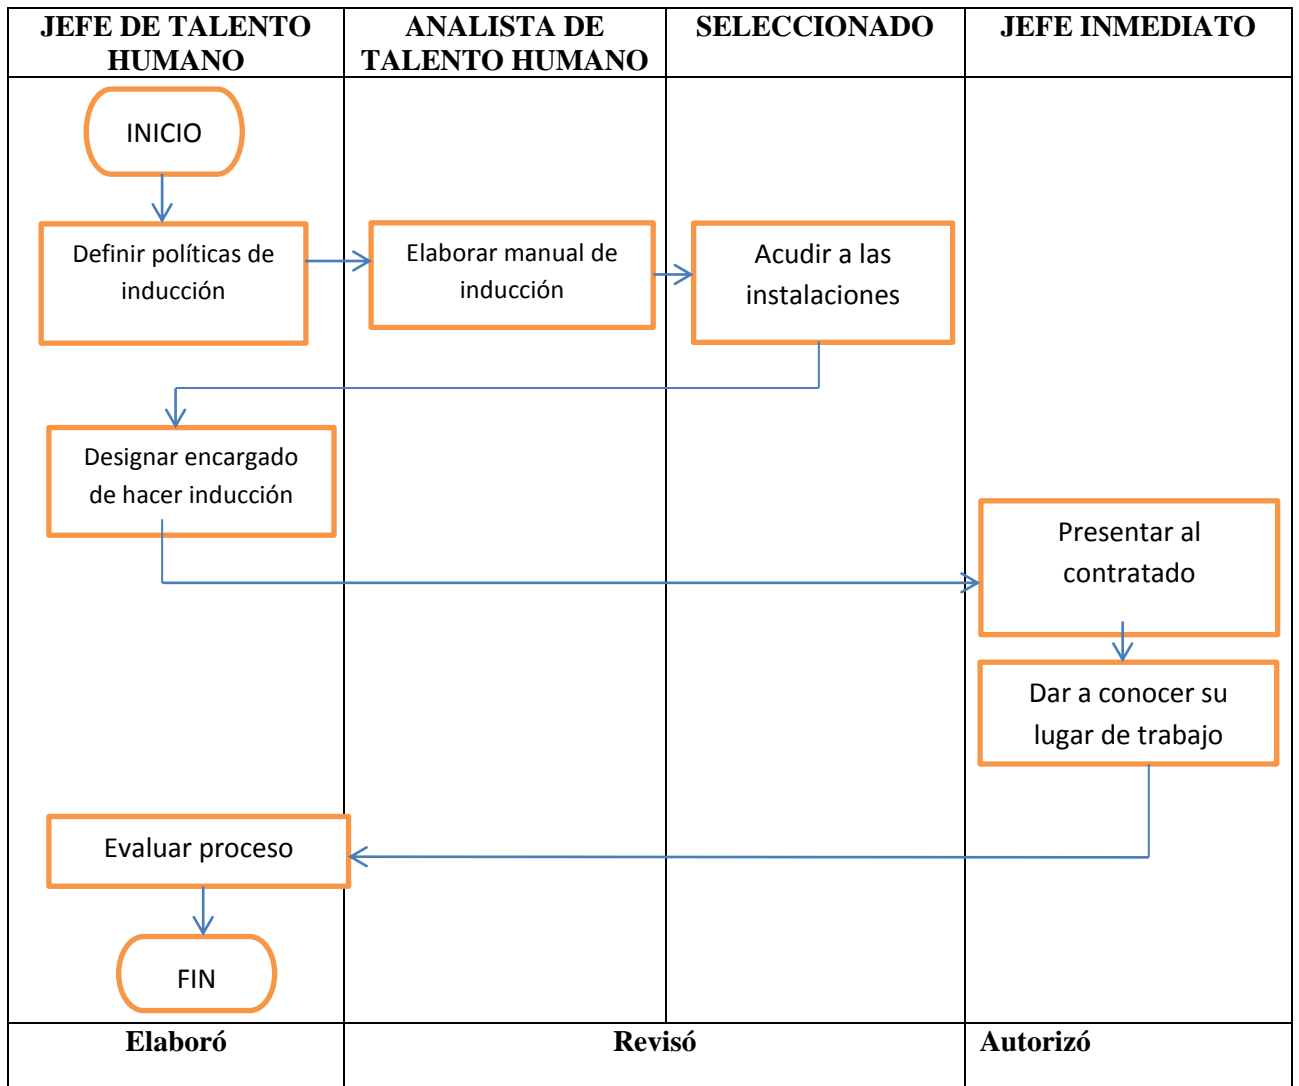 JEFE DE TALENTO
HUMANO
ANALISTA DE
TALENTO HUMANO
SELECCIONADO
JEFE INMEDIATO
INICIO
Definir políticas de
inducción
Elaborar manual de
inducción
Acudir a las
instalaciones
Designar encargado
de hacer inducción
Presentar al
contratado
Dar a conocer su
lugar de trabajo
Evaluar proceso
FIN
Elaboró
Revisó
Autorizó